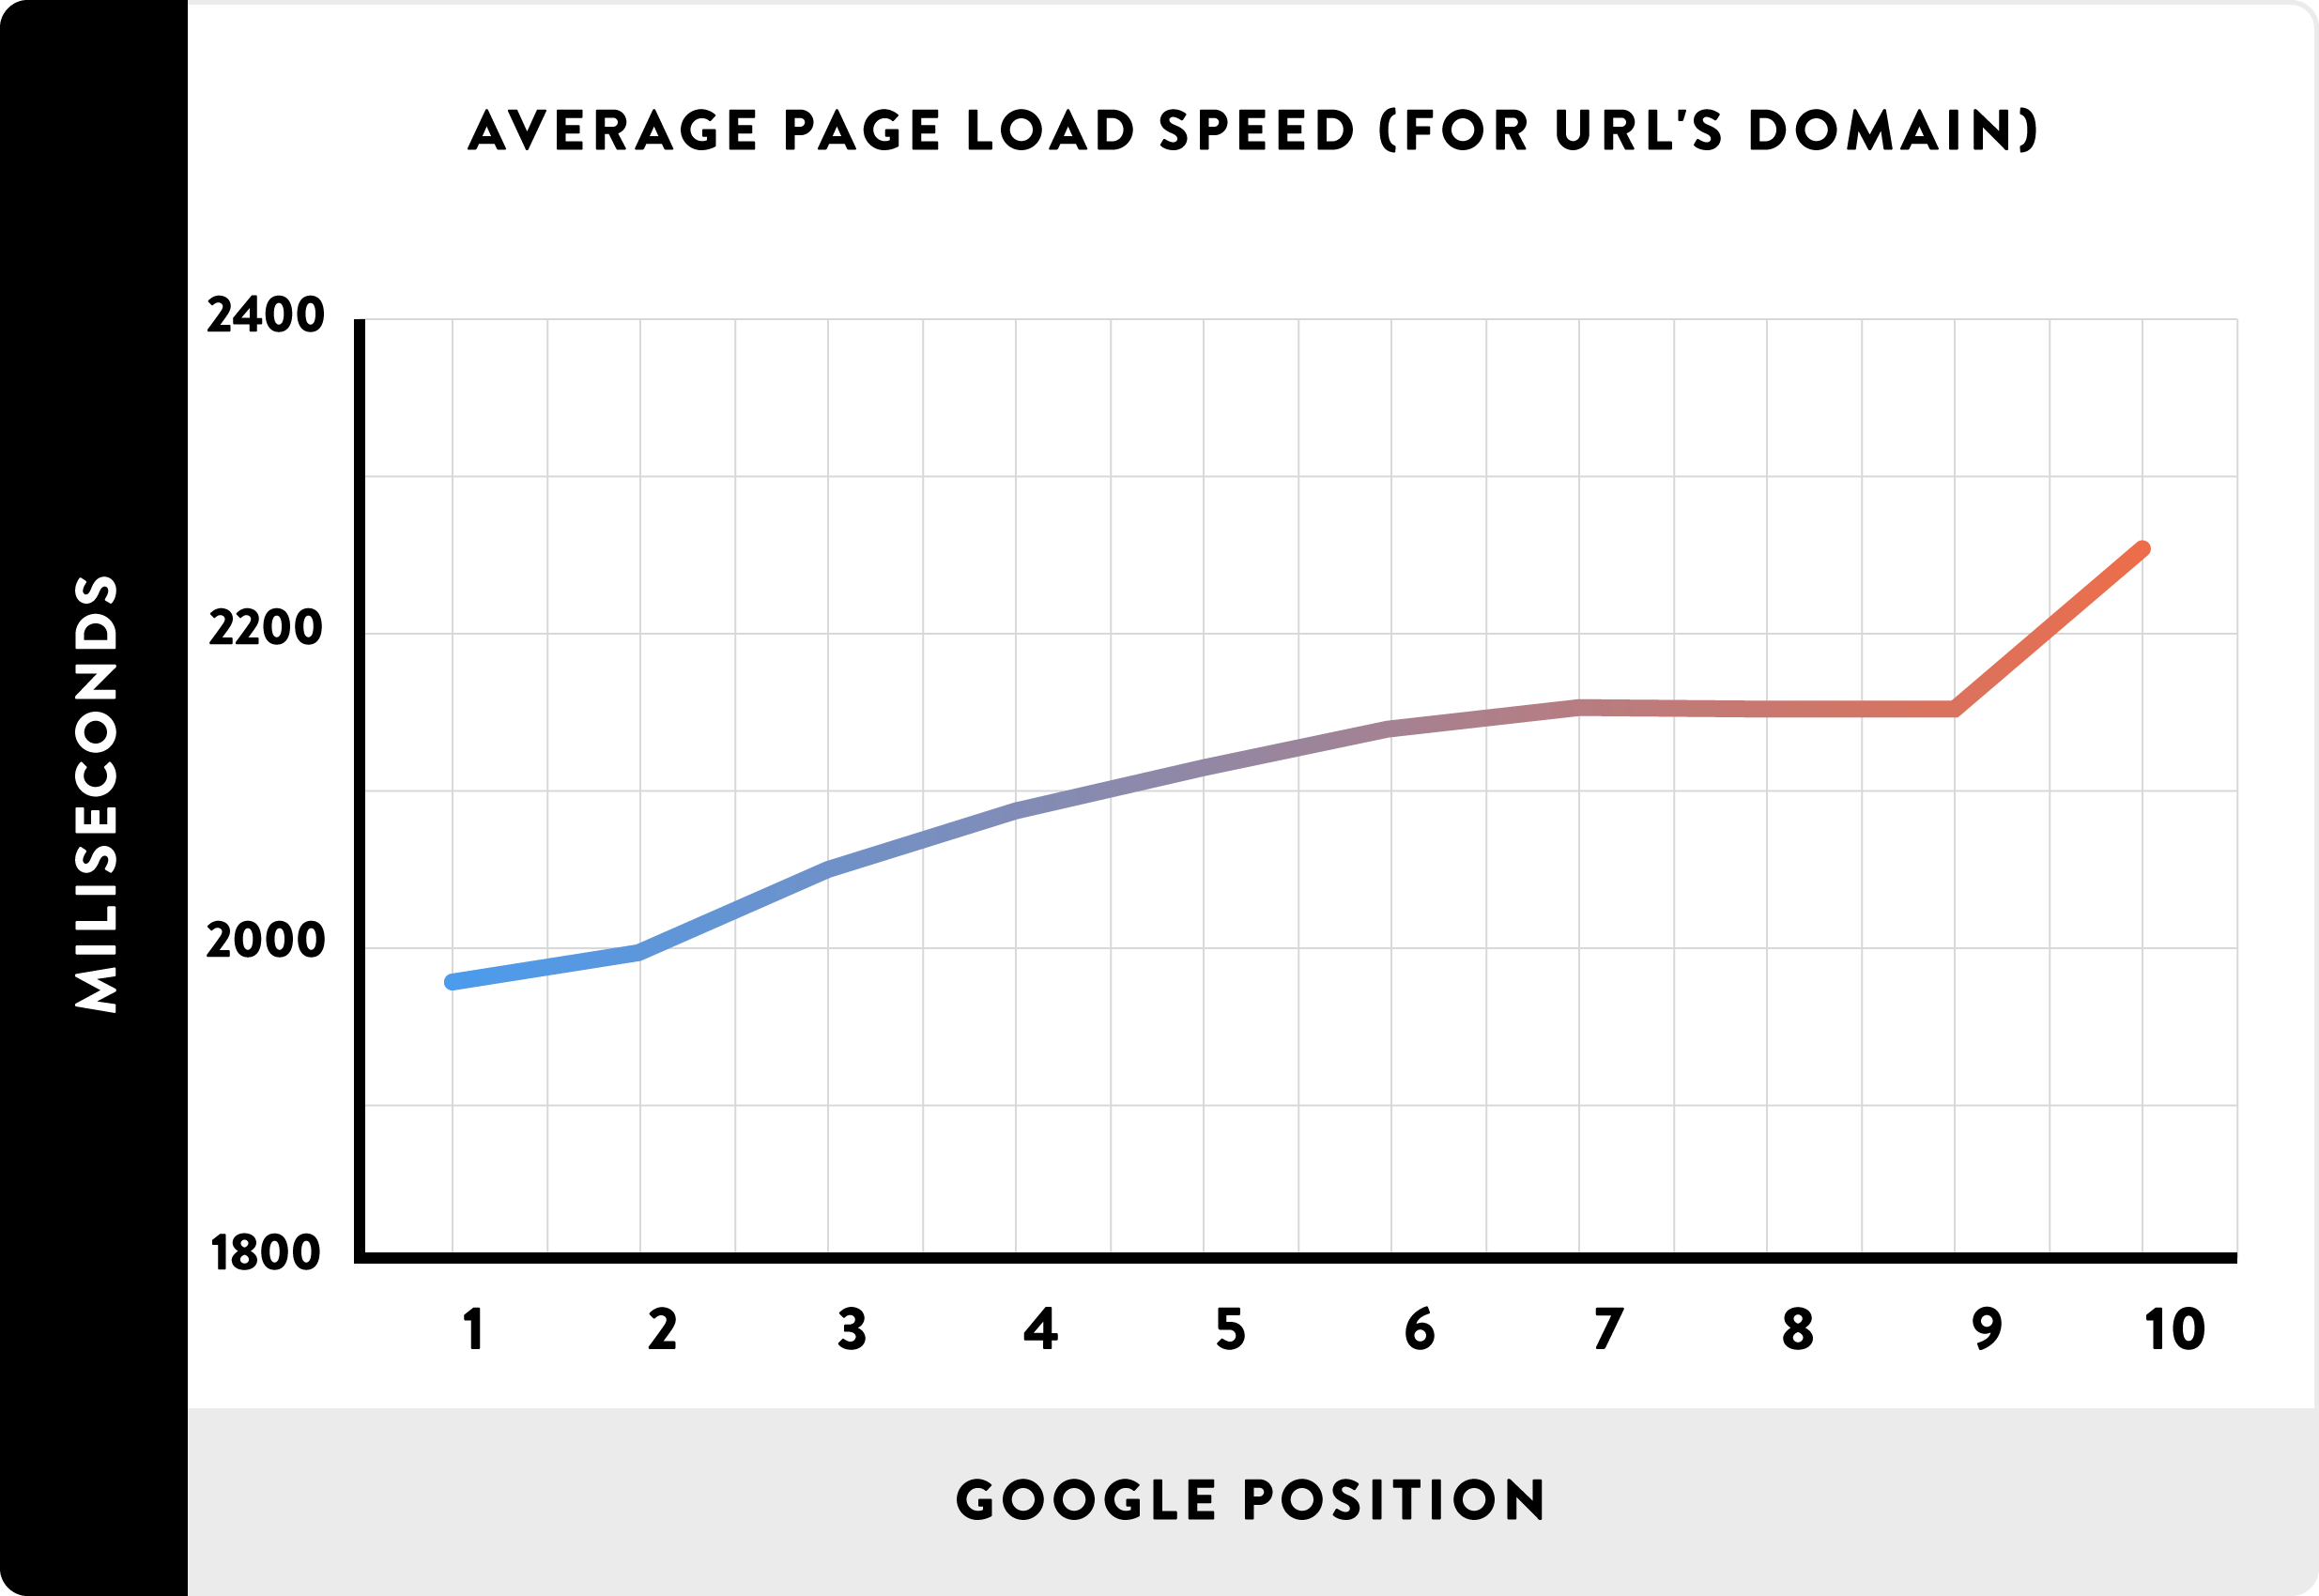 AVERAGE PAGE LOAD SPEED (FOR URL'S DOMAIN)
MILISECONDS
2400
2200
2000
1800
1 2 3 4 5 6 7 8 9 10
GOOGLE POSITION